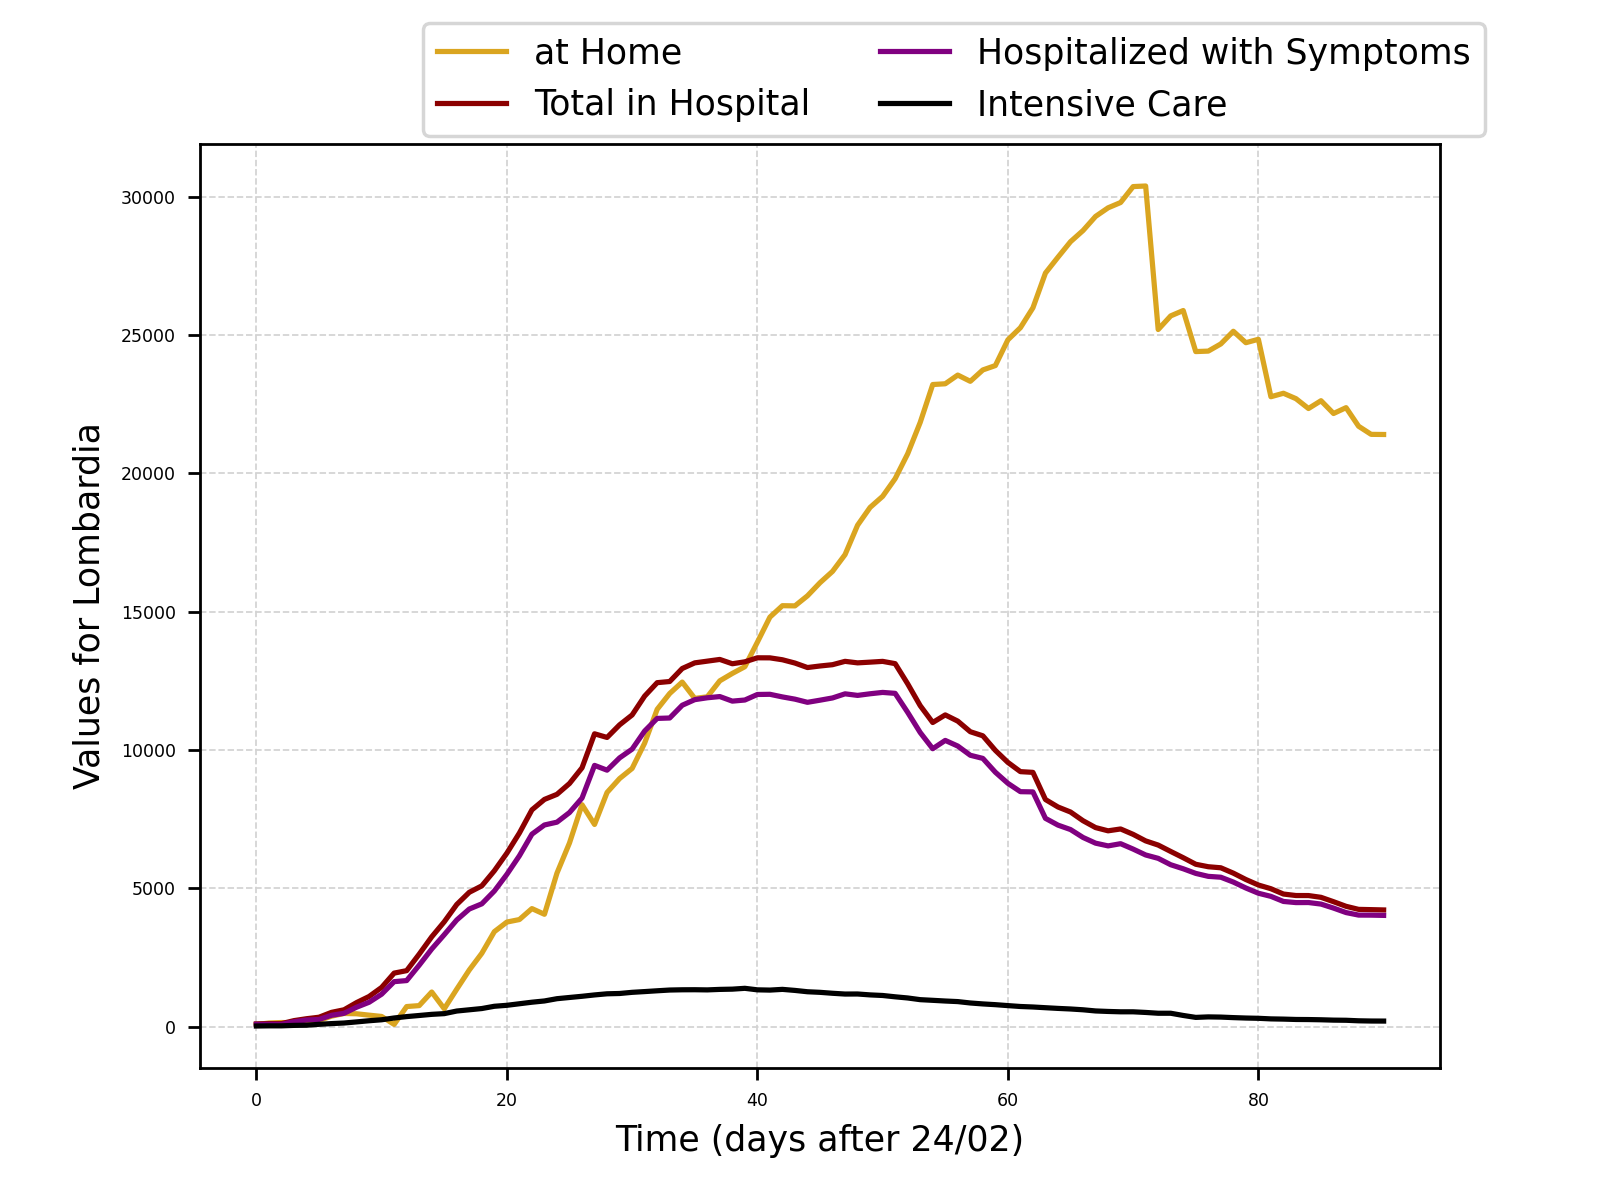 at Home
Total in Hospital
Hospitalized with Symptoms
Intensive Care
Values for Lombardia
30000
25000
20000
15000
10000
5000
0
0 20 40 60 80
Time (days after 24/02)